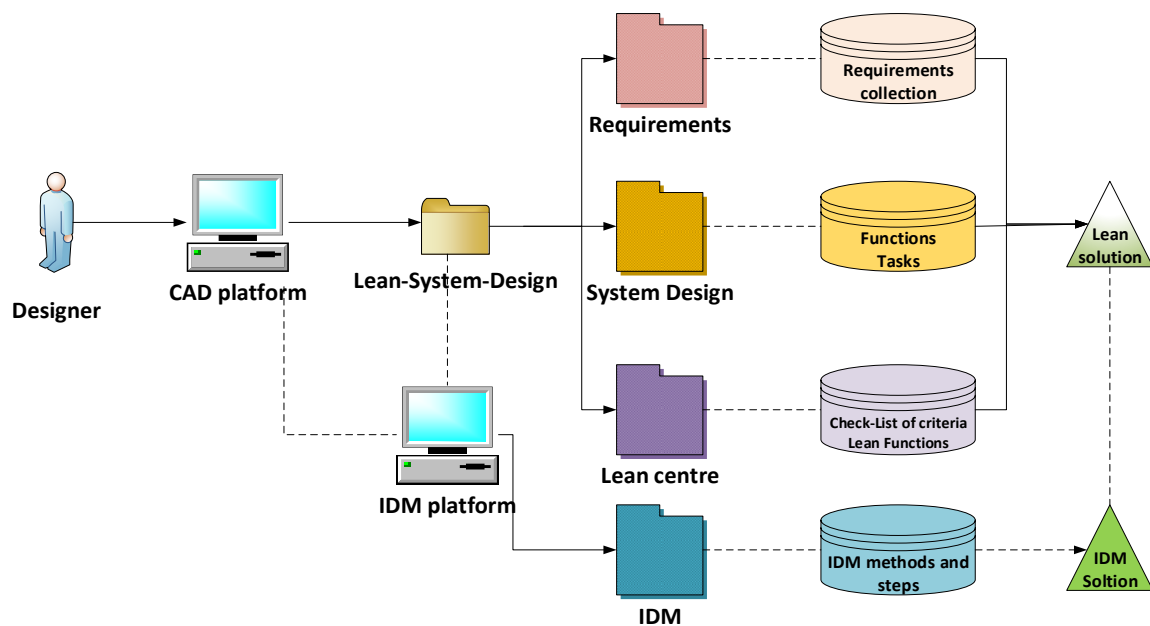 Requirements
Requirements
collection
Designer
CAD platform
Lean-System-Design
System Design
Functions
Tasks
Lean
solution
IDM platform
Lean centre
Check-List of criteria
Lean Functions
IDM
IDM methods and
steps
IDM
Soltion